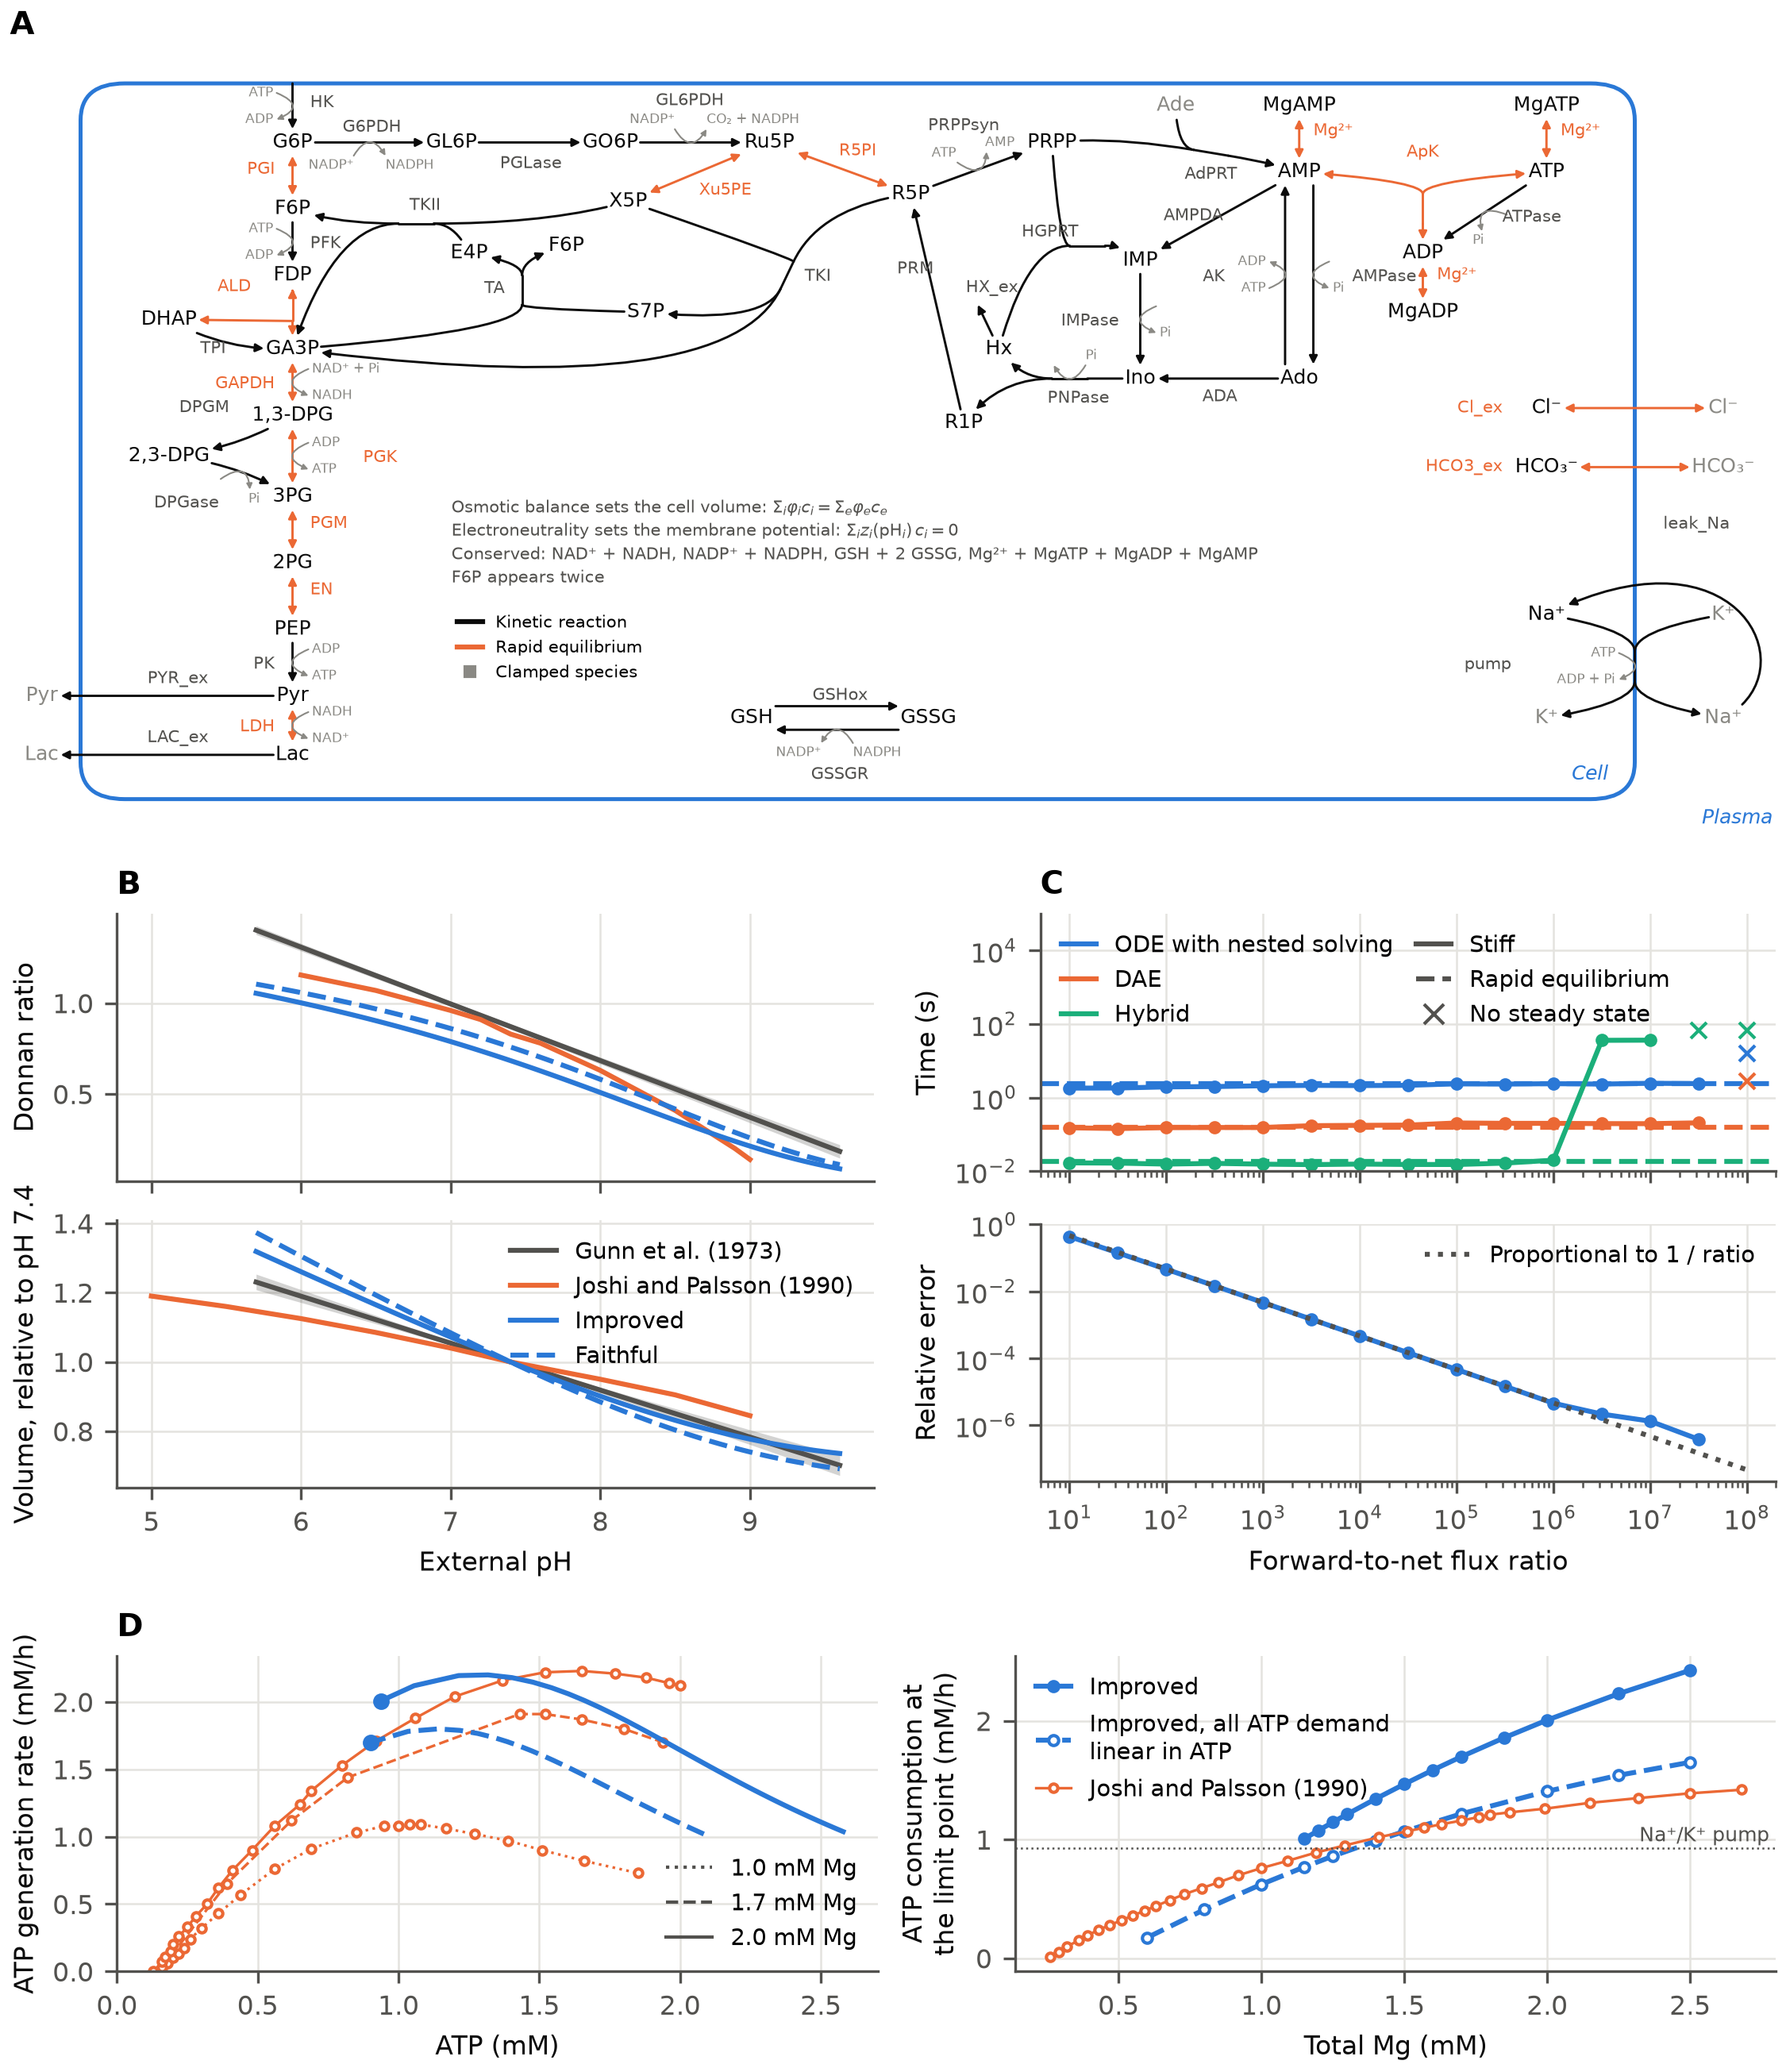 A
ATP
ADP
HK
G6P
G6PDH
NADP⁺
NADPH
GL6P
PGLase
GO6P
GL6PDH
NADP⁺
CO₂ + NADPH
Ru5P
R5PI
Xu5PE
PGI
F6P
TKII
X5P
R5P
PRPPsyn
ATP
AMP
PRPP
Ade
AdPRT
MgAMP
Mg²⁺
AMP
ApK
MgATP
Mg²⁺
ATP
ATPase
Pi
ADP
Mg²⁺
MgADP
AMPDA
HGPRT
IMP
AK
ADP
ATP
AMPase
Pi
ATP
ADP
PFK
E4P
F6P
TA
TKI
PRM
HX_ex
Hx
IMPase
Pi
FDP
ALD
DHAP
TPI
GA3P
S7P
Ino
Pi
PNPase
ADA
Ado
R1P
GAPDH
NAD⁺ + Pi
NADH
DPGM
1,3-DPG
2,3-DPG
ADP
ATP
PGK
DPGase
Pi
3PG
PGM
2PG
EN
PEP
PK
ADP
ATP
Pyr
PYR_ex
Pyr
LDH
NADH
NAD⁺
Lac
LAC_ex
Lac
Cl_ex
Cl⁻
Cl⁻
HCO3_ex
HCO₃⁻
HCO₃⁻
leak_Na
Osmotic balance sets the cell volume: Σᵢφᵢcᵢ = Σₑφₑcₑ
Electroneutrality sets the membrane potential: Σᵢzᵢ(pHᵢ) cᵢ = 0
Conserved: NAD⁺ + NADH, NADP⁺ + NADPH, GSH + 2 GSSG, Mg²⁺ + MgATP + MgADP + MgAMP
F6P appears twice
Kinetic reaction
Rapid equilibrium
Clamped species
GSH
GSHox
GSSG
NADP⁺
NADPH
GSSGR
Na⁺
K⁺
pump
ATP
ADP + Pi
K⁺
Na⁺
Cell
Plasma
B
Donnan ratio
1.0
0.5
Volume, relative to pH 7.4
1.4
1.2
1.0
0.8
Gunn et al. (1973)
Joshi and Palsson (1990)
Improved
Faithful
5
6
7
8
9
External pH
C
Time (s)
10⁴
10²
10⁰
10⁻²
ODE with nested solving
DAE
Hybrid
Stiff
Rapid equilibrium
No steady state
Relative error
10⁰
10⁻²
10⁻⁴
10⁻⁶
Proportional to 1 / ratio
10¹
10²
10³
10⁴
10⁵
10⁶
10⁷
10⁸
Forward-to-net flux ratio
D
ATP generation rate (mM/h)
2.0
1.5
1.0
0.5
0.0
1.0 mM Mg
1.7 mM Mg
2.0 mM Mg
0.0
0.5
1.0
1.5
2.0
2.5
ATP (mM)
ATP consumption at
the limit point (mM/h)
2
1
0
Improved
Improved, all ATP demand
linear in ATP
Joshi and Palsson (1990)
Na⁺/K⁺ pump
0.5
1.0
1.5
2.0
2.5
Total Mg (mM)